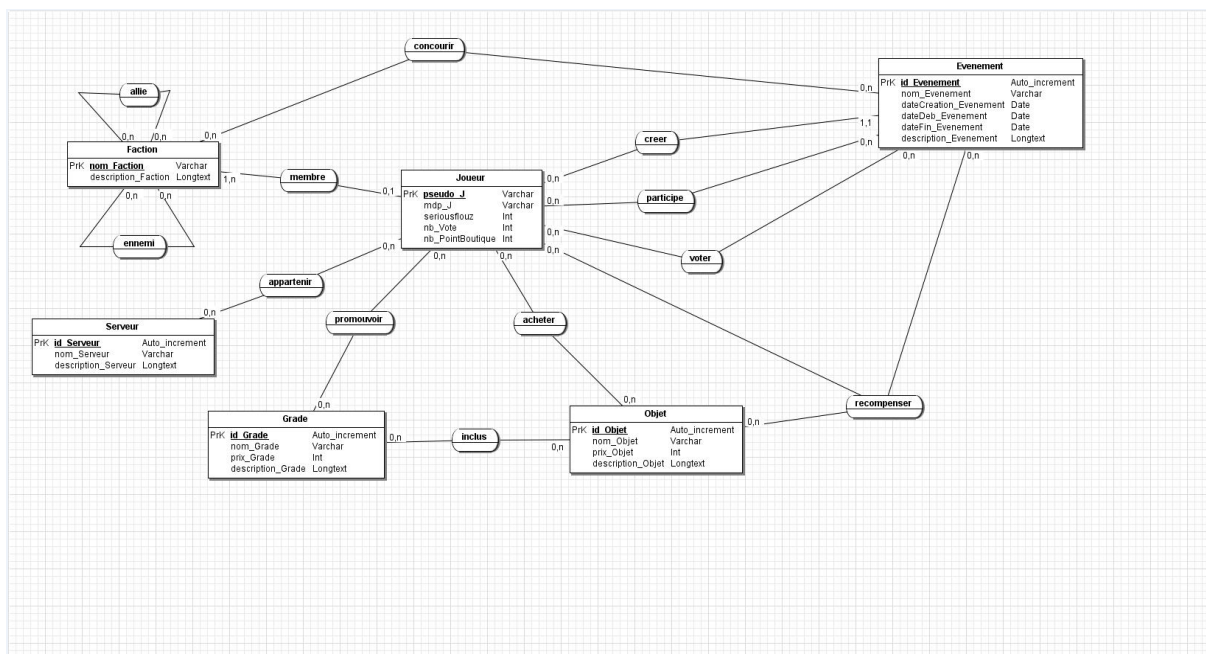 concourir
allie
0,n
0,n
0,n
Faction
PrK nom_Faction Varchar
description_Faction Longtext
0,n
0,n
ennemi
1,n
membre
0,1
Evenement
PrK id_Evenement Auto_increment
nom_Evenement Varchar
dateCreation_Evenement Date
dateDeb_Evenement Date
dateFin_Evenement Date
description_Evenement Longtext
0,n
1,1
0,n
0,n
0,n
creer
participe
voter
Joueur
PrK pseudo_J Varchar
mdp_J Varchar
seriousflouz Int
nb_Vote Int
nb_PointBoutique Int
0,n
0,n
0,n
0,n
0,n
0,n
0,n
appartenir
0,n
promouvoir
acheter
Serveur
PrK id_Serveur Auto_increment
nom_Serveur Varchar
description_Serveur Longtext
0,n
0,n
Grade
PrK id_Grade Auto_increment
nom_Grade Varchar
prix_Grade Int
description_Grade Longtext
0,n
inclus
0,n
Objet
PrK id_Objet Auto_increment
nom_Objet Varchar
prix_Objet Int
description_Objet Longtext
0,n
recompenser